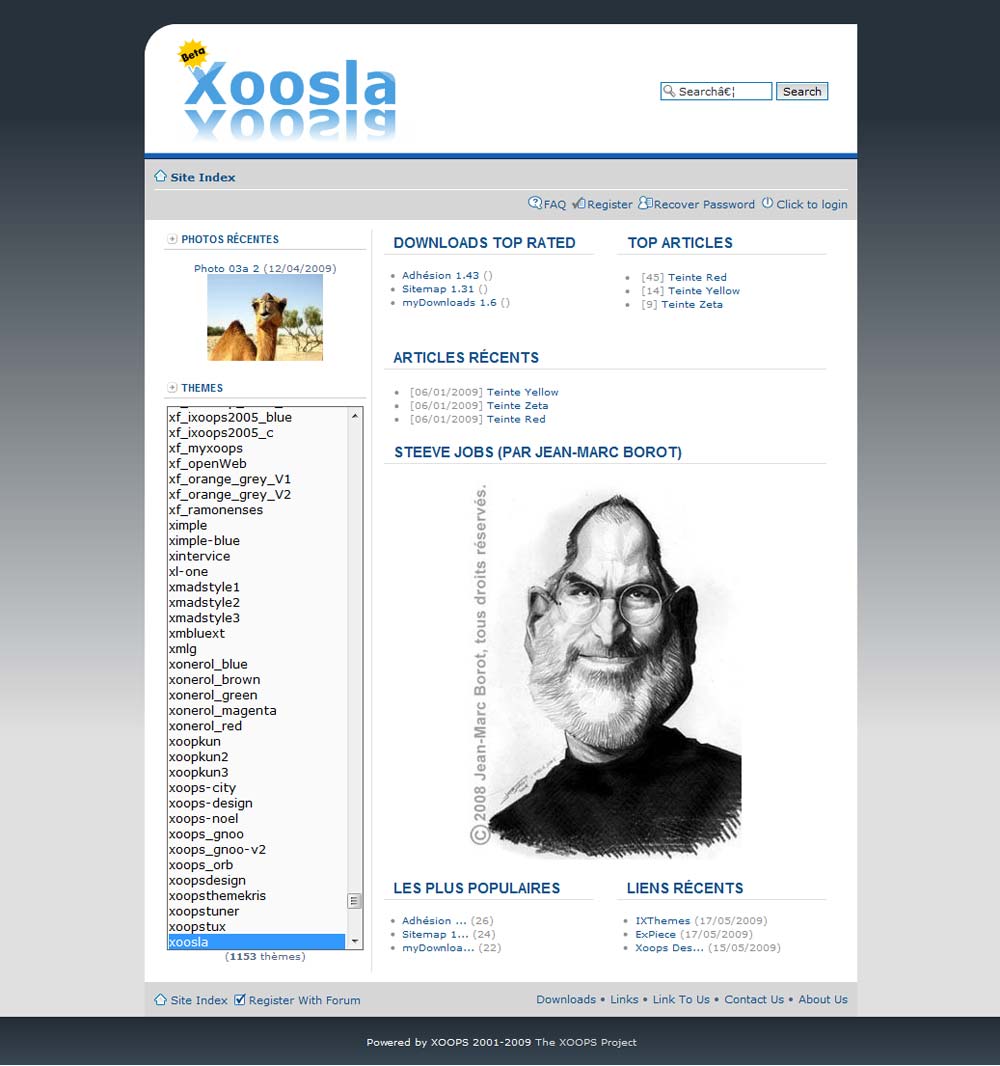 Beta
Xoosla
Searchâ€¦ Search
Site Index
FAQ Register Recover Password Click to login
PHOTOS RÉCENTES
Photo 03a 2 (12/04/2009)
THEMES
xf_ixoops2005_blue
xf_ixoops2005_c
xf_myxoops
xf_openWeb
xf_orange_grey_V1
xf_orange_grey_V2
xf_ramonenses
ximple
ximple-blue
xintervice
xl-one
xmadstyle1
xmadstyle2
xmadstyle3
xmbluext
xmlg
xonerol_blue
xonerol_brown
xonerol_green
xonerol_magenta
xonerol_red
xoopkun
xoopkun2
xoopkun3
xoops-city
xoops-design
xoops-noel
xoops_gnoo
xoops_gnoo-v2
xoops_orb
xoopsdesign
xoopsthemekris
xoopstuner
xoopstux
xoosla
(1153 thèmes)
DOWNLOADS TOP RATED
Adhésion 1.43 ()
Sitemap 1.31 ()
myDownloads 1.6 ()
TOP ARTICLES
[45] Teinte Red
[14] Teinte Yellow
[9] Teinte Zeta
ARTICLES RÉCENTS
[06/01/2009] Teinte Yellow
[06/01/2009] Teinte Zeta
[06/01/2009] Teinte Red
STEEVE JOBS (PAR JEAN-MARC BOROT)
©2008 Jean-Marc Borot, tous droits réservés.
LES PLUS POPULAIRES
Adhésion ... (26)
Sitemap 1... (24)
myDownloa... (22)
LIENS RÉCENTS
IXThemes (17/05/2009)
ExPiece (17/05/2009)
Xoops Des... (15/05/2009)
Site Index Register With Forum
Downloads • Links • Link To Us • Contact Us • About Us
Powered by XOOPS 2001-2009 The XOOPS Project